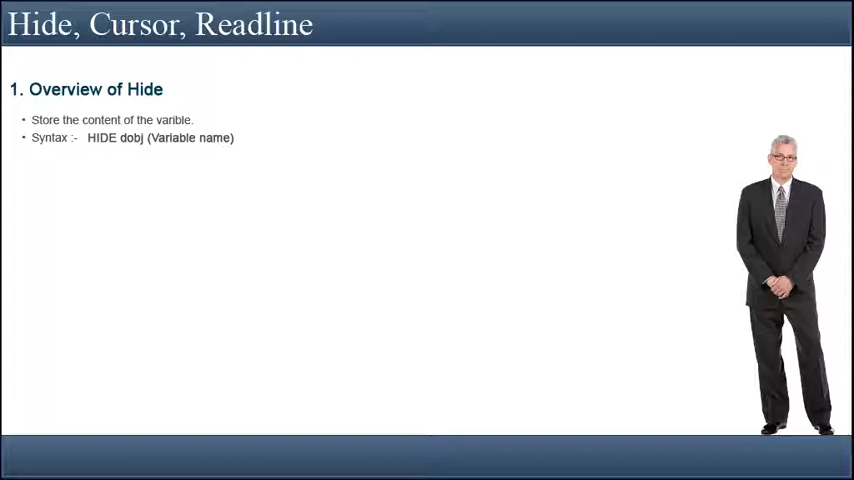 Hide, Cursor, Readline
1. Overview of Hide
• Store the content of the varible.
• Syntax :- HIDE dobj (Variable name)